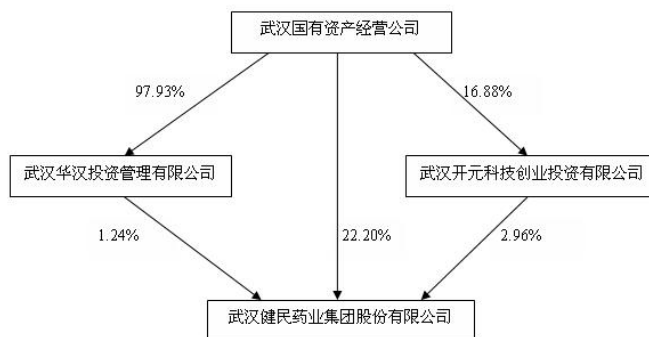 武汉国有资产经营公司
97.93%
16.88%
武汉华汉投资管理有限公司
武汉开元科技创业投资有限公司
1.24%
22.20%
2.96%
武汉健民药业集团股份有限公司